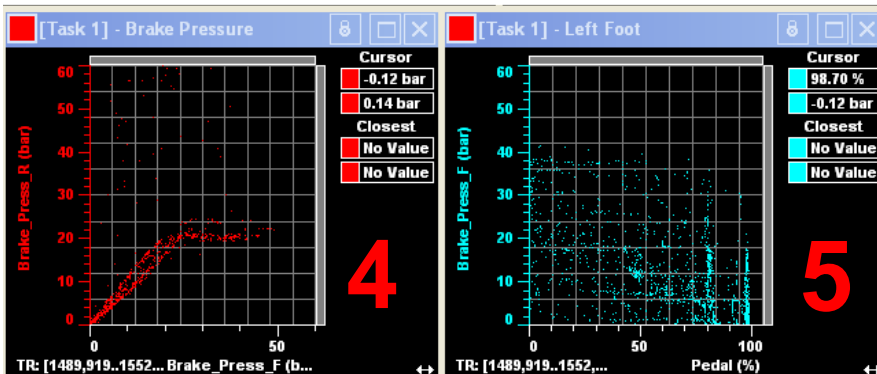 [Task 1] - Brake Pressure
60
50
40
30
20
10
0
Brake_Press_R (bar)
0
50
TR: [1489,919..1552... Brake_Press_F (b...
Cursor
-0.12 bar
0.14 bar
Closest
No Value
No Value
4
[Task 1] - Left Foot
60
50
40
30
20
10
0
Brake_Press_F (bar)
0
50
100
TR: [1489,919..1552,...
Pedal (%)
Cursor
98.70 %
-0.12 bar
Closest
No Value
No Value
5